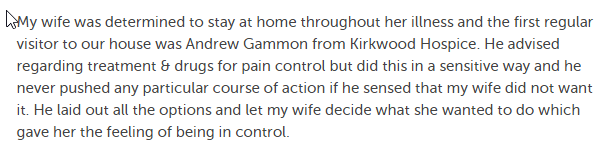 My wife was determined to stay at home throughout her illness and the first regular
visitor to our house was Andrew Gammon from Kirkwood Hospice. He advised
regarding treatment & drugs for pain control but did this in a sensitive way and he
never pushed any particular course of action if he sensed that my wife did not want
it. He laid out all the options and let my wife decide what she wanted to do which
gave her the feeling of being in control.